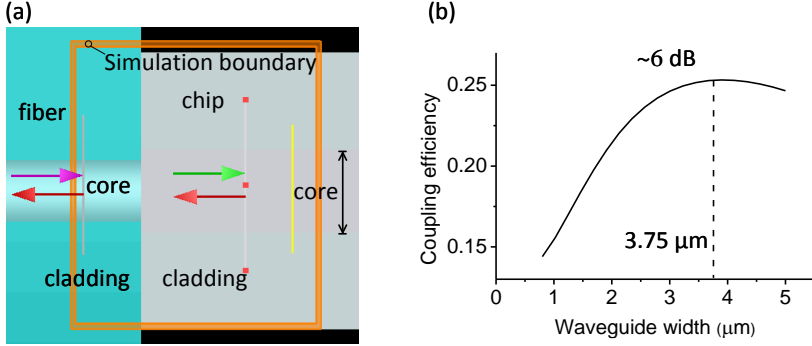 (a)
Simulation boundary
fiber
chip
core
core
cladding
cladding
(b)
~6 dB
0.25
0.20
0.15
Coupling efficiency
3.75 μm
0 1 2 3 4 5
Waveguide width (μm)